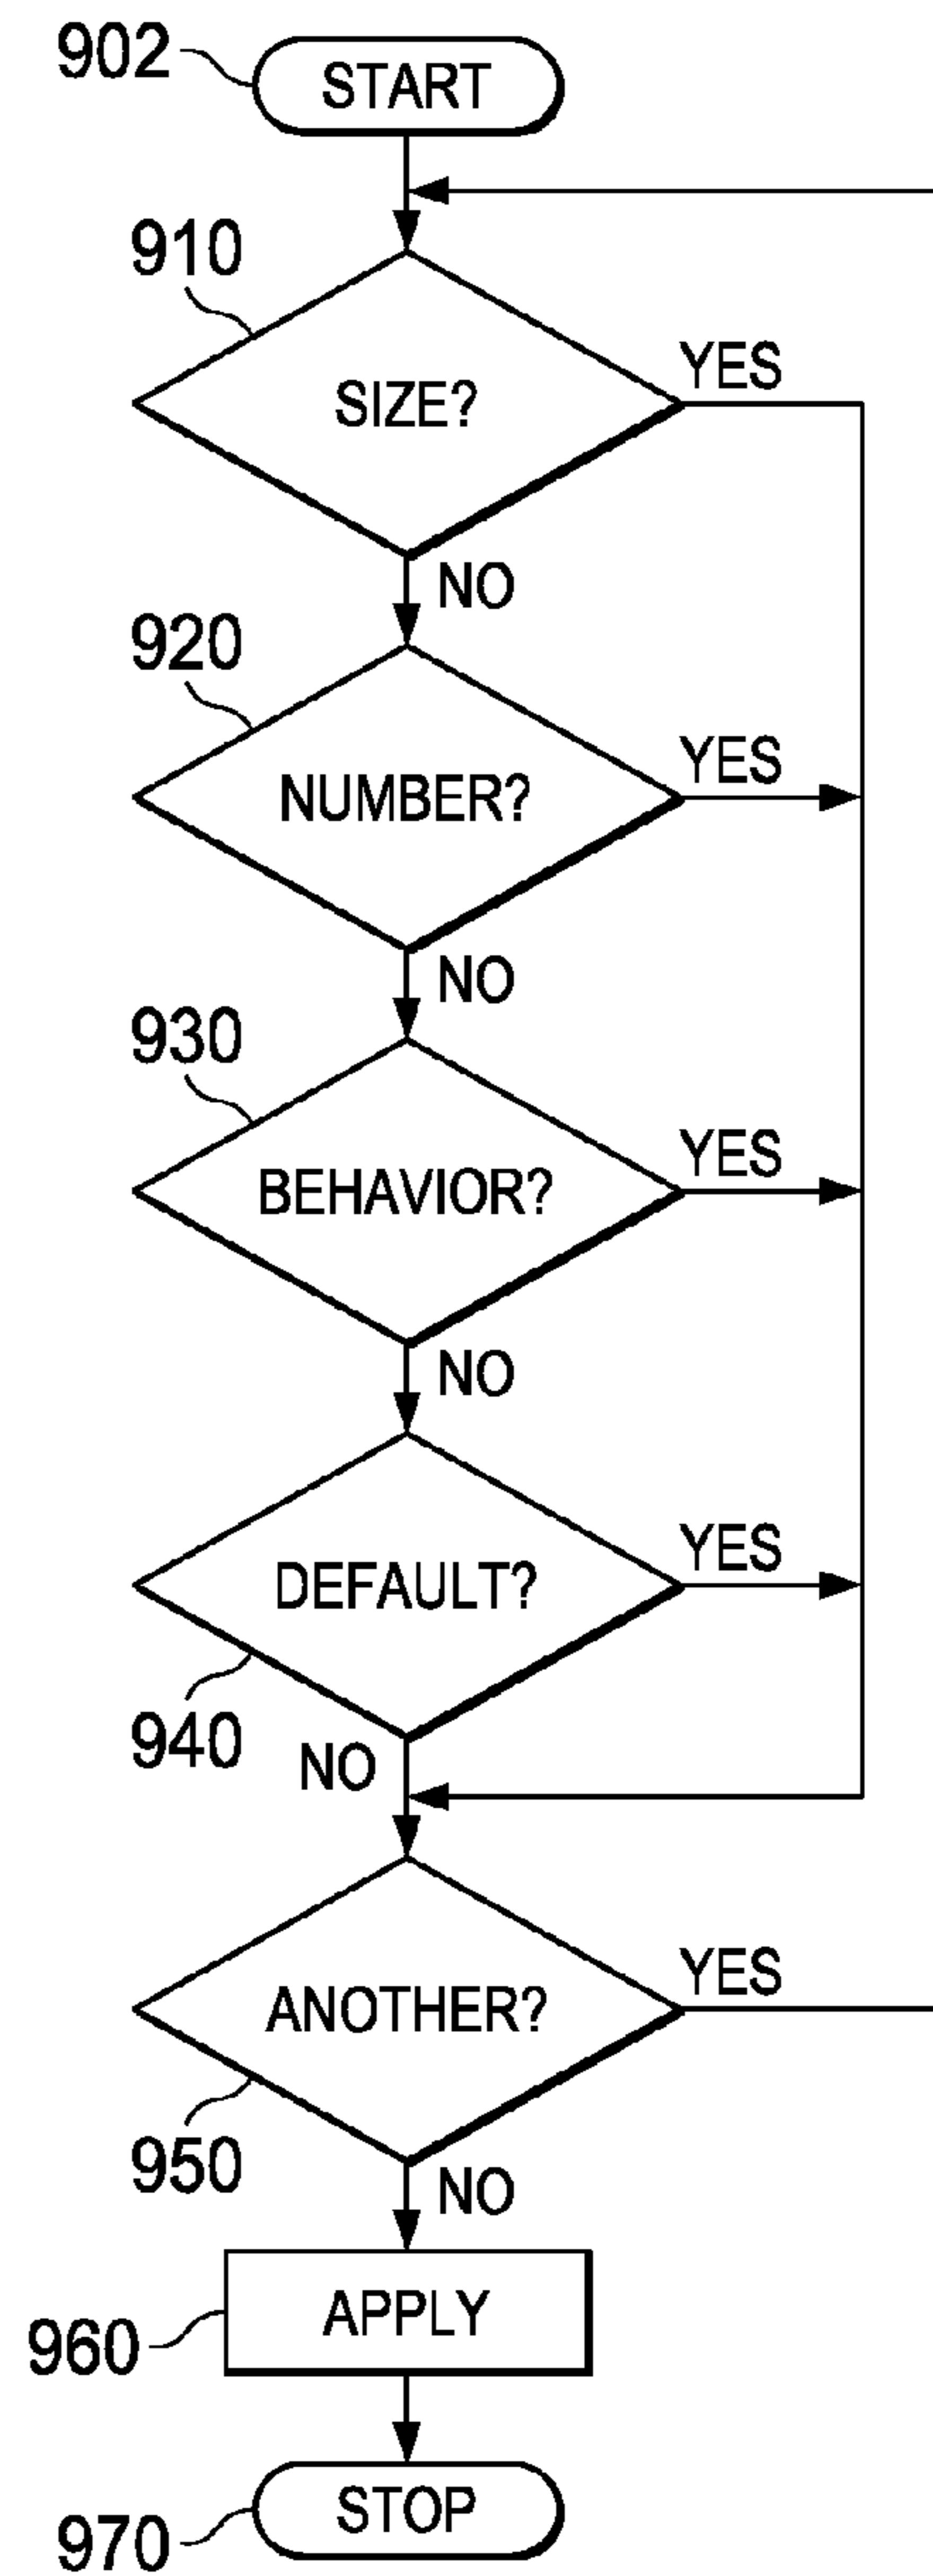 902
START
910
SIZE?
YES
NO
920
NUMBER?
YES
NO
930
BEHAVIOR?
YES
NO
DEFAULT?
YES
940
NO
ANOTHER?
YES
950
NO
APPLY
960
STOP
970